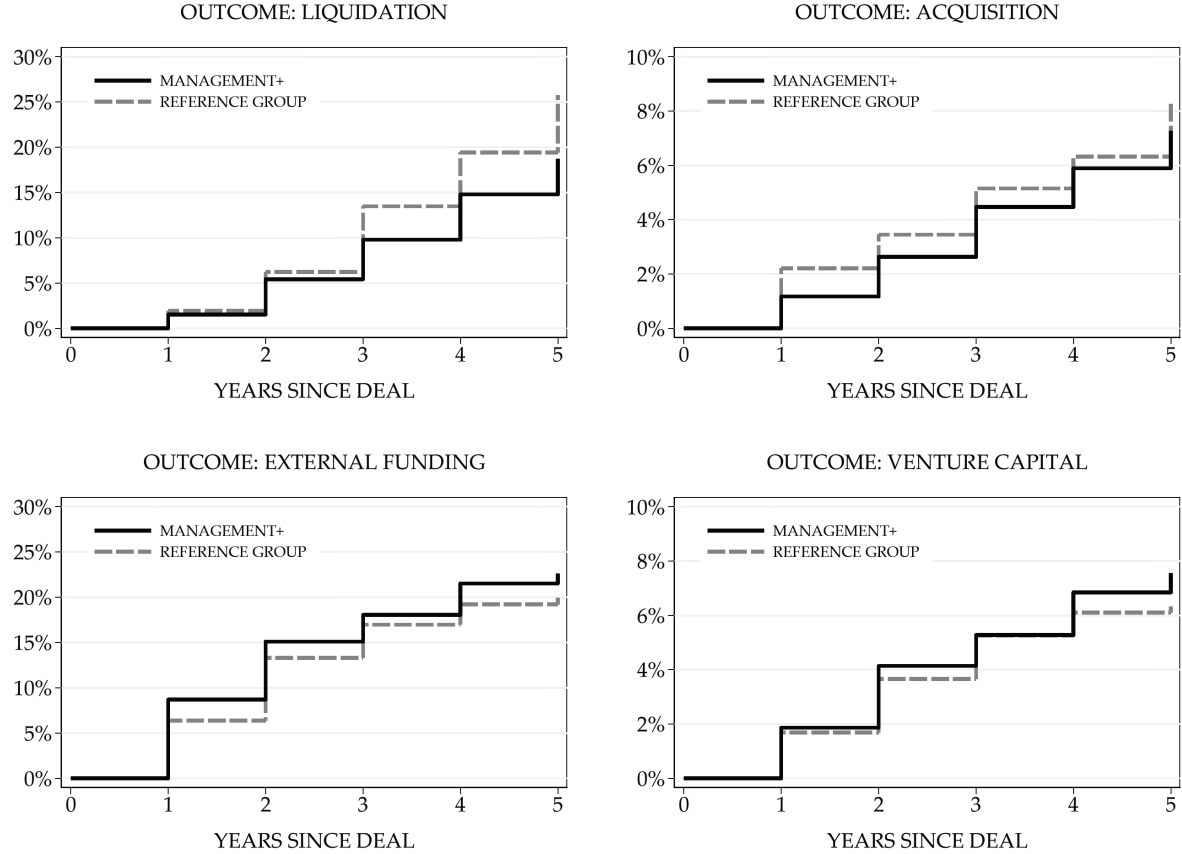 OUTCOME: LIQUIDATION
30%
25%
20%
15%
10%
5%
0%
MANAGEMENT+
REFERENCE GROUP
0 1 2 3 4 5
YEARS SINCE DEAL
OUTCOME: ACQUISITION
10%
8%
6%
4%
2%
0%
MANAGEMENT+
REFERENCE GROUP
0 1 2 3 4 5
YEARS SINCE DEAL
OUTCOME: EXTERNAL FUNDING
30%
25%
20%
15%
10%
5%
0%
MANAGEMENT+
REFERENCE GROUP
0 1 2 3 4 5
YEARS SINCE DEAL
OUTCOME: VENTURE CAPITAL
10%
8%
6%
4%
2%
0%
MANAGEMENT+
REFERENCE GROUP
0 1 2 3 4 5
YEARS SINCE DEAL